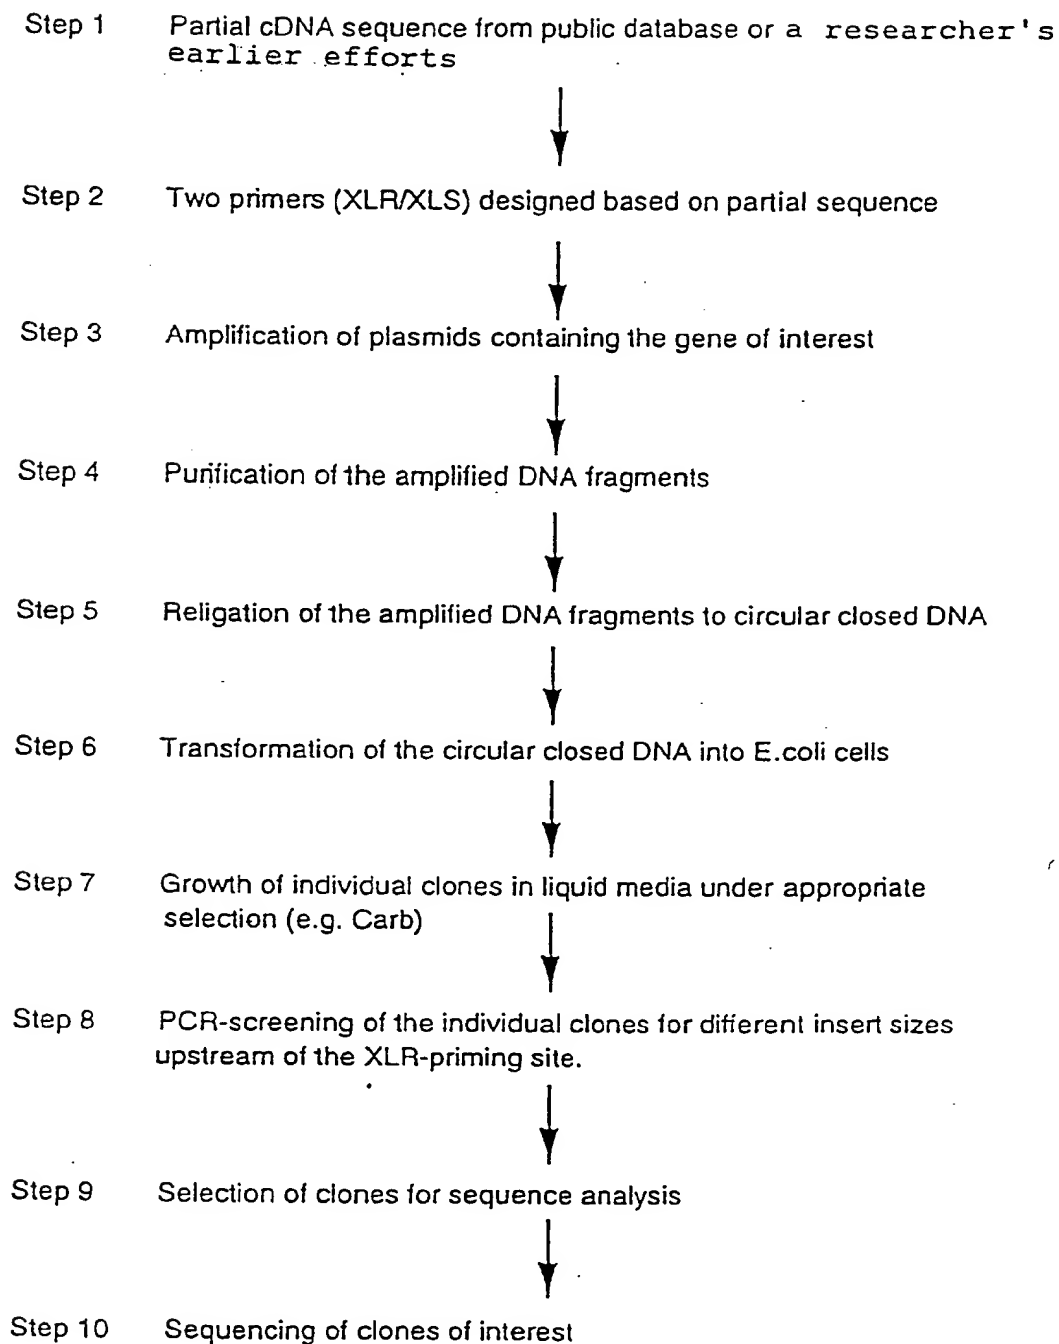 Step 1 Partial cDNA sequence from public database or a researcher's
earlier efforts
Step 2 Two primers (XLR/XLS) designed based on partial sequence
Step 3 Amplification of plasmids containing the gene of interest
Step 4 Purification of the amplified DNA fragments
Step 5 Religation of the amplified DNA fragments to circular closed DNA
Step 6 Transformation of the circular closed DNA into E.coli cells
Step 7 Growth of individual clones in liquid media under appropriate
selection (e.g. Carb)
Step 8 PCR-screening of the individual clones for different insert sizes
upstream of the XLR-priming site.
Step 9 Selection of clones for sequence analysis
Step 10 Sequencing of clones of interest